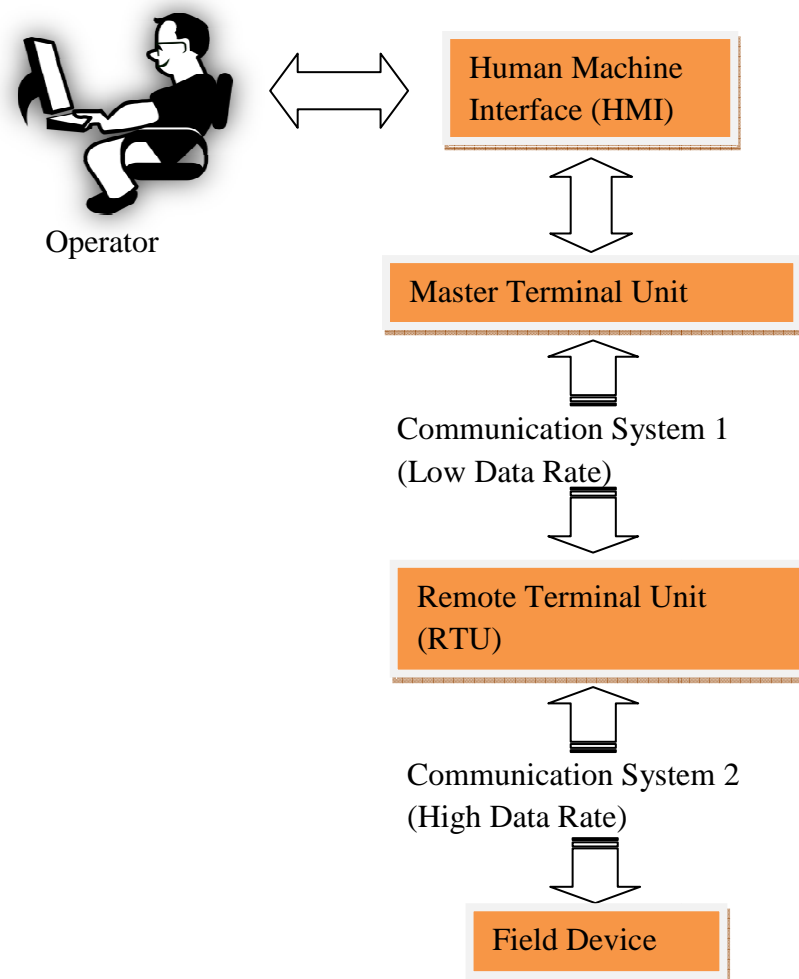 Human Machine
Interface (HMI)
Operator
Master Terminal Unit
Communication System 1
(Low Data Rate)
Remote Terminal Unit
(RTU)
Communication System 2
(High Data Rate)
Field Device